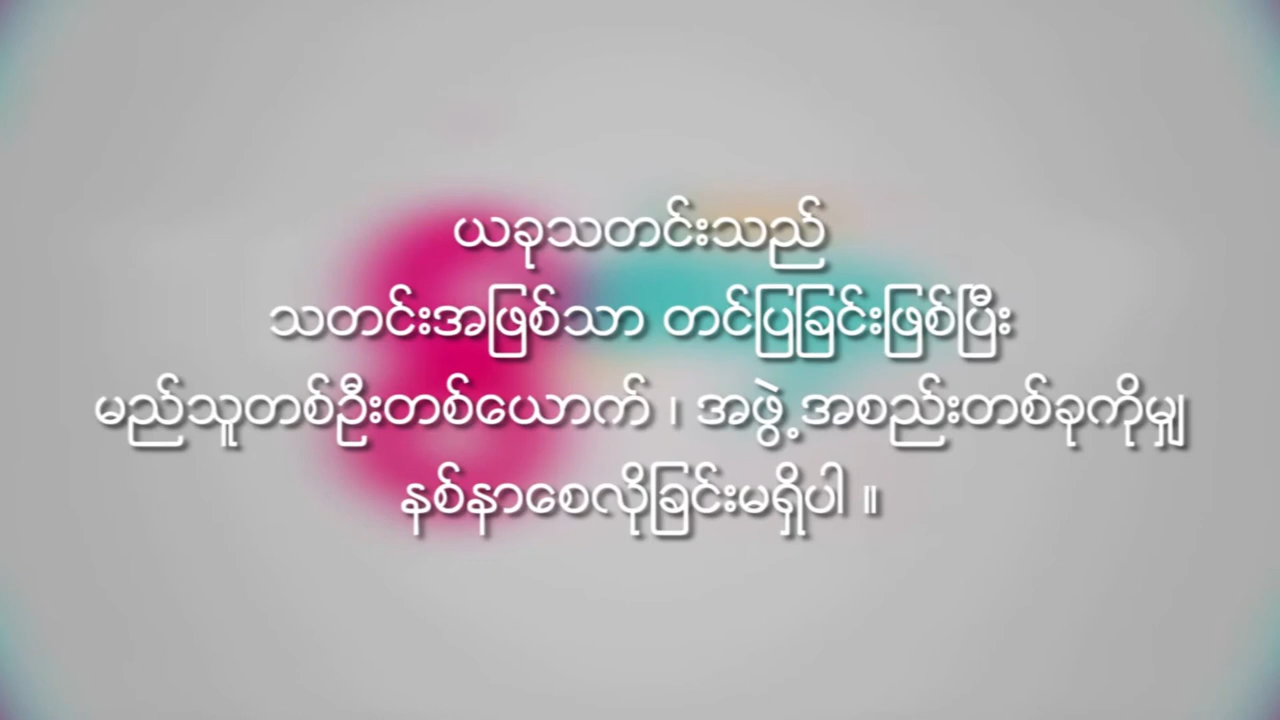 ယခုသတင်းသည်
သတင်းအဖြစ်သာ တင်ပြခြင်းဖြစ်ပြီး
မည်သူတစ်ဦးတစ်ယောက် ၊ အဖွဲ့အစည်းတစ်ခုကိုမျှ
နစ်နာစေလိုခြင်းမရှိပါ ။